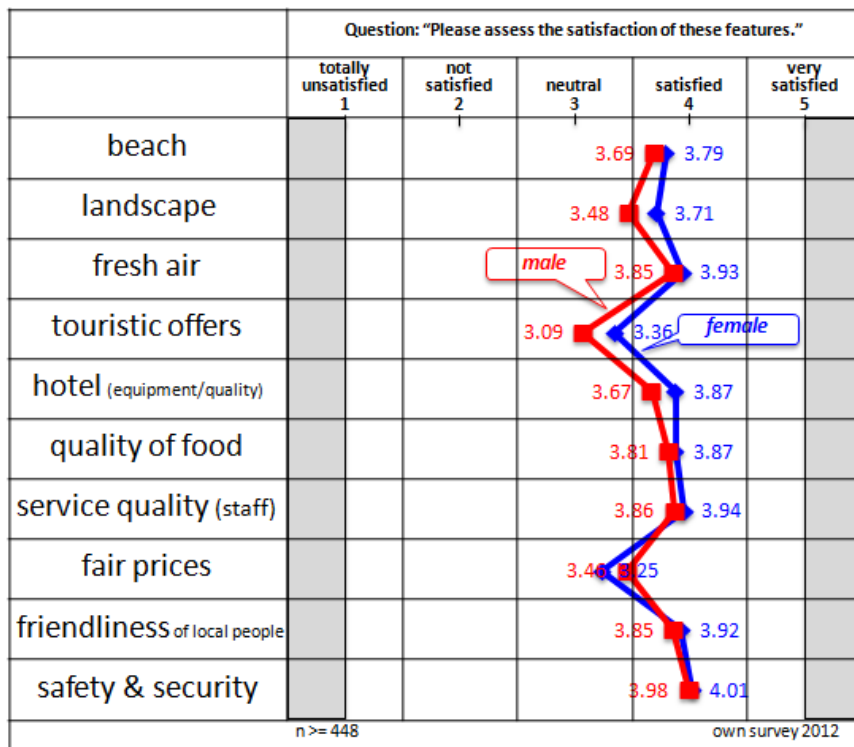 Question: “Please assess the satisfaction of these features.”
totally unsatisfied 1
not satisfied 2
neutral 3
satisfied 4
very satisfied 5
beach 3.69 3.79
landscape 3.48 3.71
fresh air 3.85 3.93
male
touristic offers 3.09 3.36 female
hotel (equipment/quality) 3.67 3.87
quality of food 3.81 3.87
service quality (staff) 3.86 3.94
fair prices 3.46 3.25
friendliness of local people 3.85 3.92
safety & security 3.98 4.01
n >= 448 own survey 2012